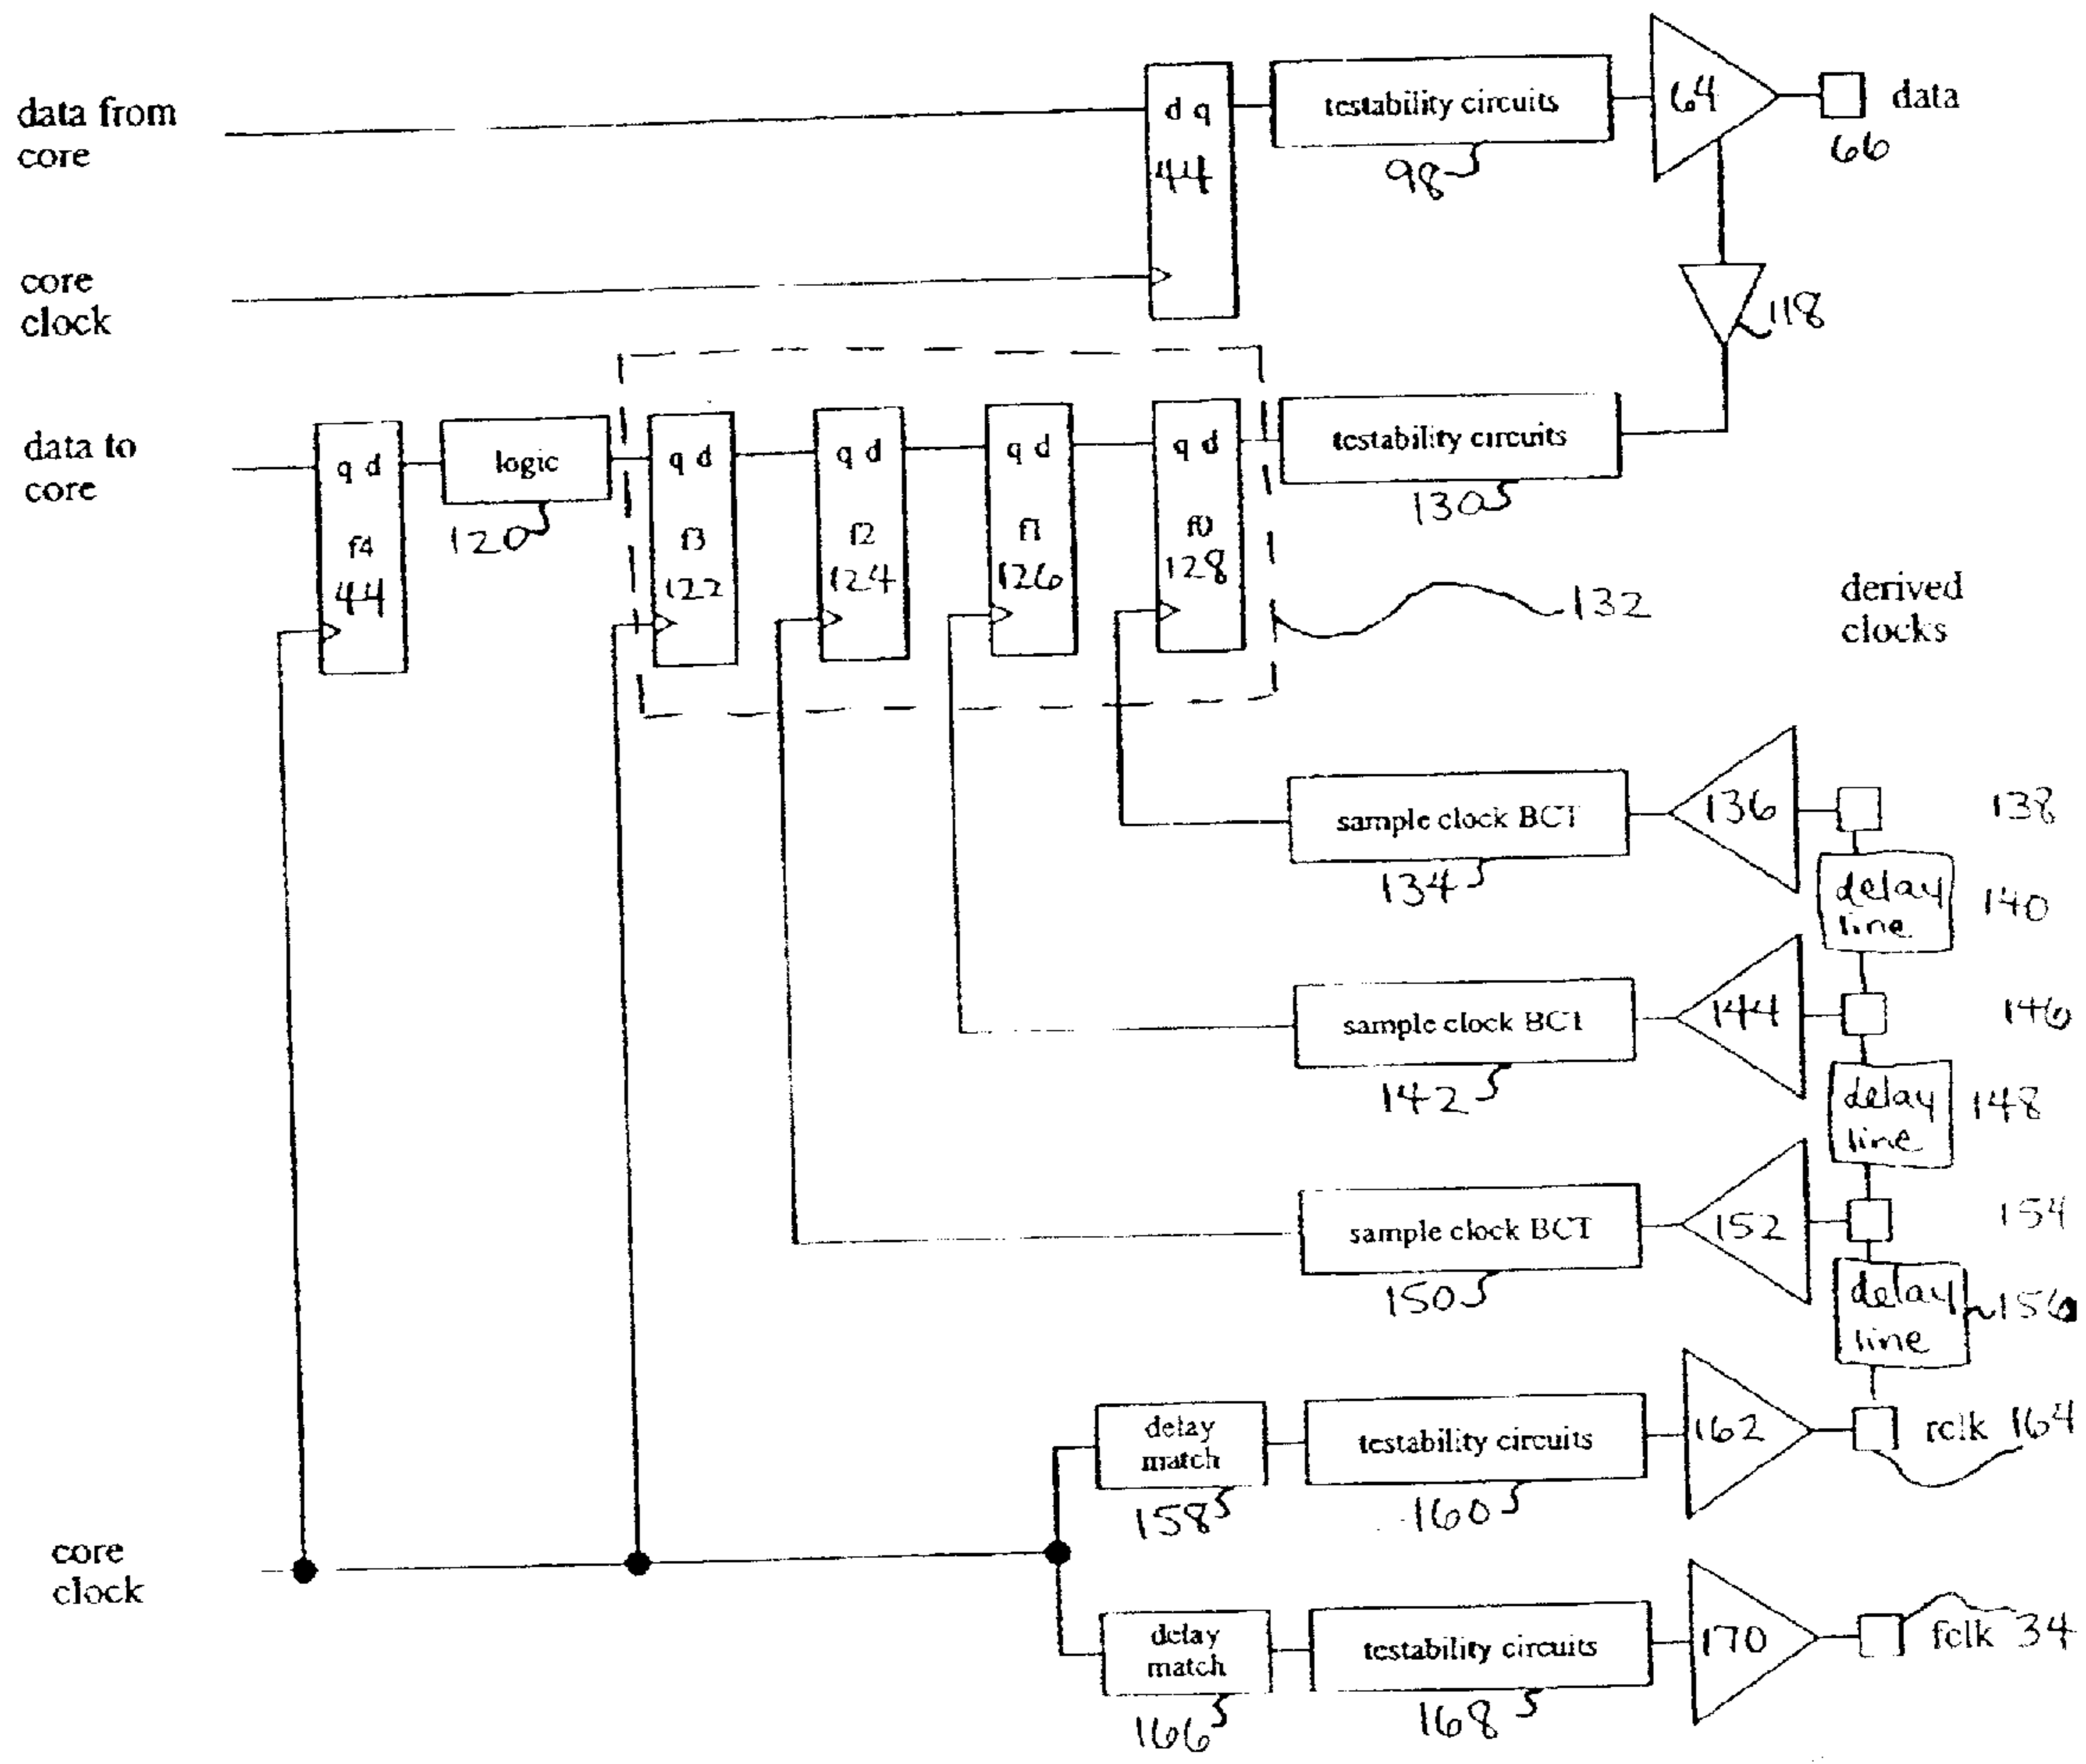 data from
core
d q
44
testability circuits
98
64
data
66
core
clock
118
data to
core
q d
f4
44
logic
120
q d
f3
122
q d
f2
124
q d
f1
126
q d
f0
128
testability circuits
130
132
derived
clocks
sample clock BCT
134
136
138
delay
line
140
sample clock BCT
142
144
146
delay
line
148
sample clock BCT
150
152
154
delay
line
156
delay
match
158
testability circuits
160
162
rclk 164
core
clock
delay
match
166
testability circuits
168
170
fclk 34